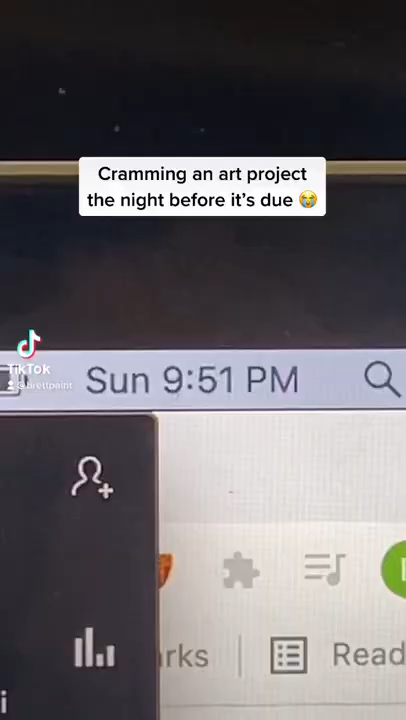 Cramming an art project
the night before it's due 😭
TikTok
@brettpaint
Sun 9:51 PM
rks
Read
i